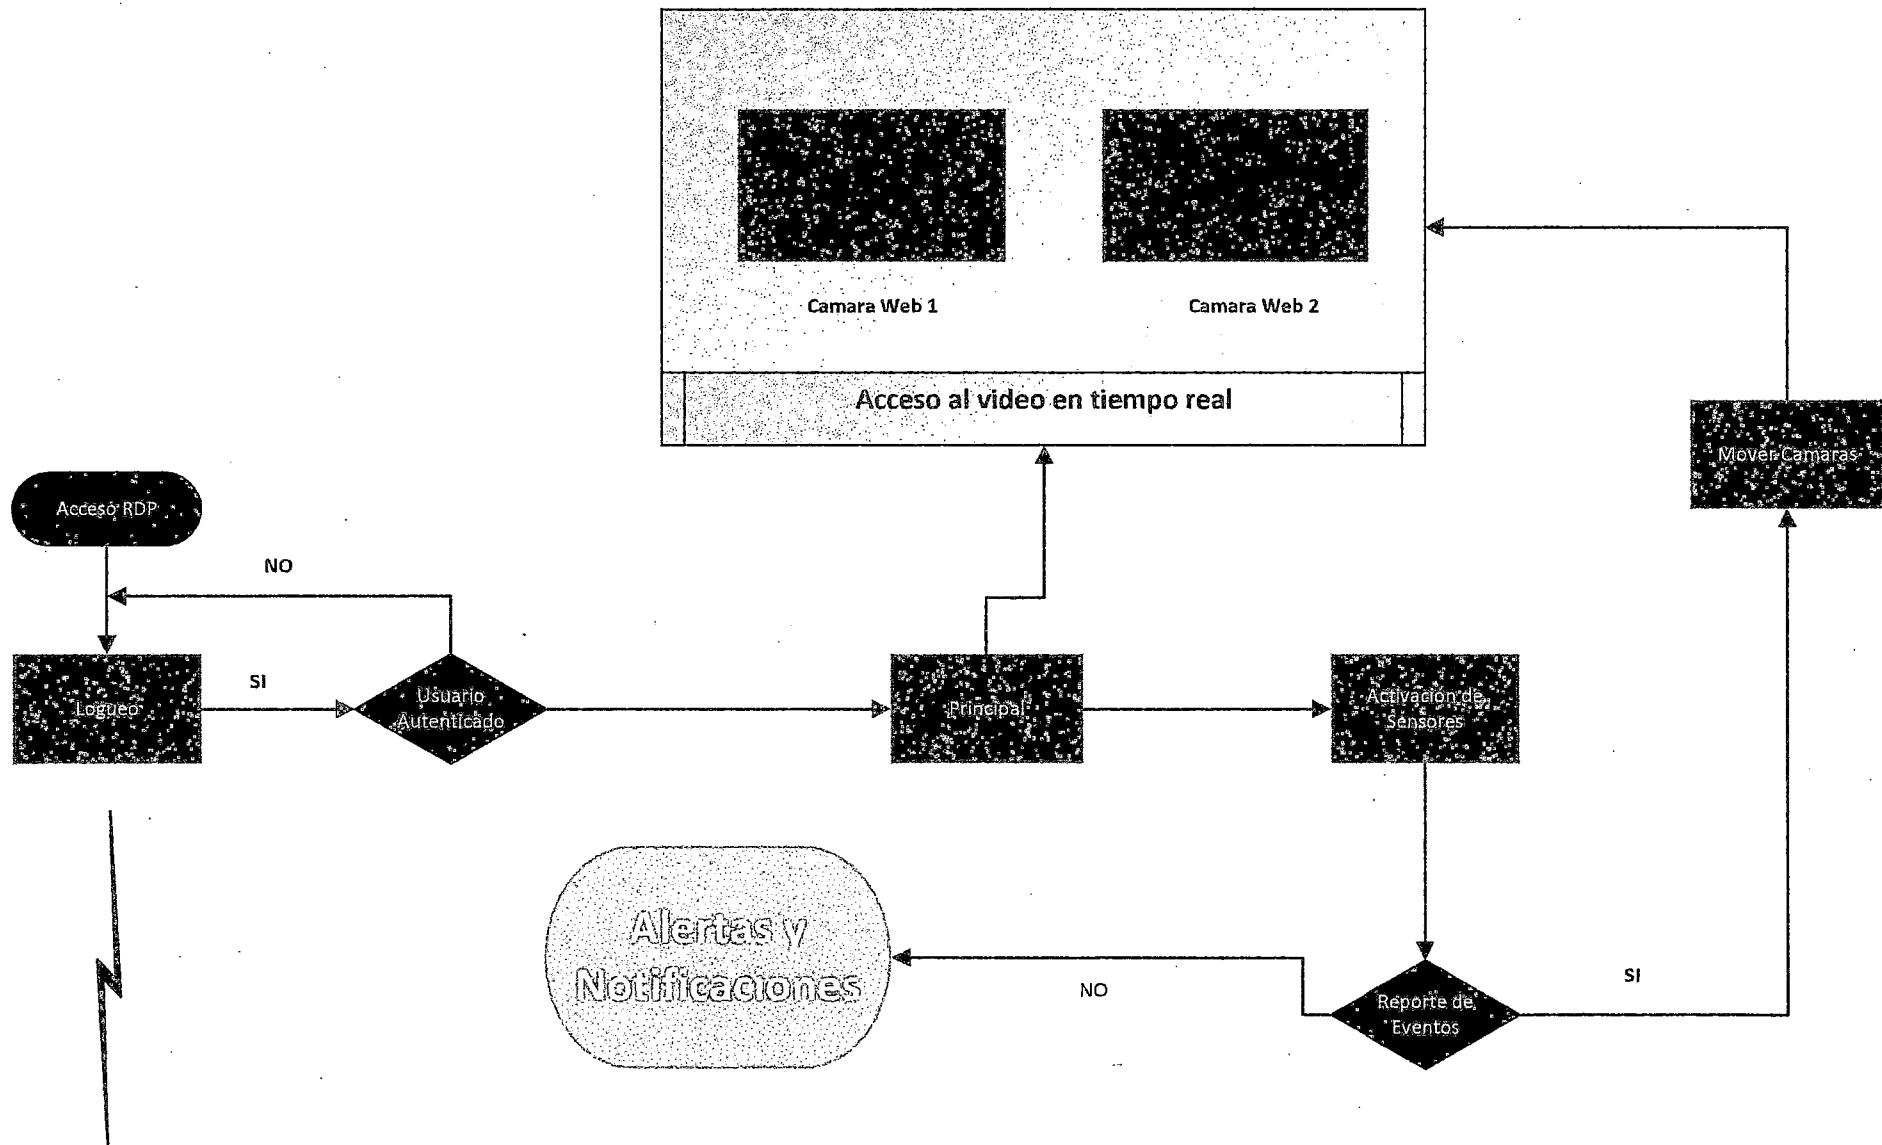 Camara Web 1
Camara Web 2
Acceso al video en tiempo real
Mover Camaras
Acceso RDP
NO
SI
Logueo
Usuario
Autenticado
Principal
Activación de
Sensores
Alertas y
Notificaciones
NO
SI
Reporte de
Eventos